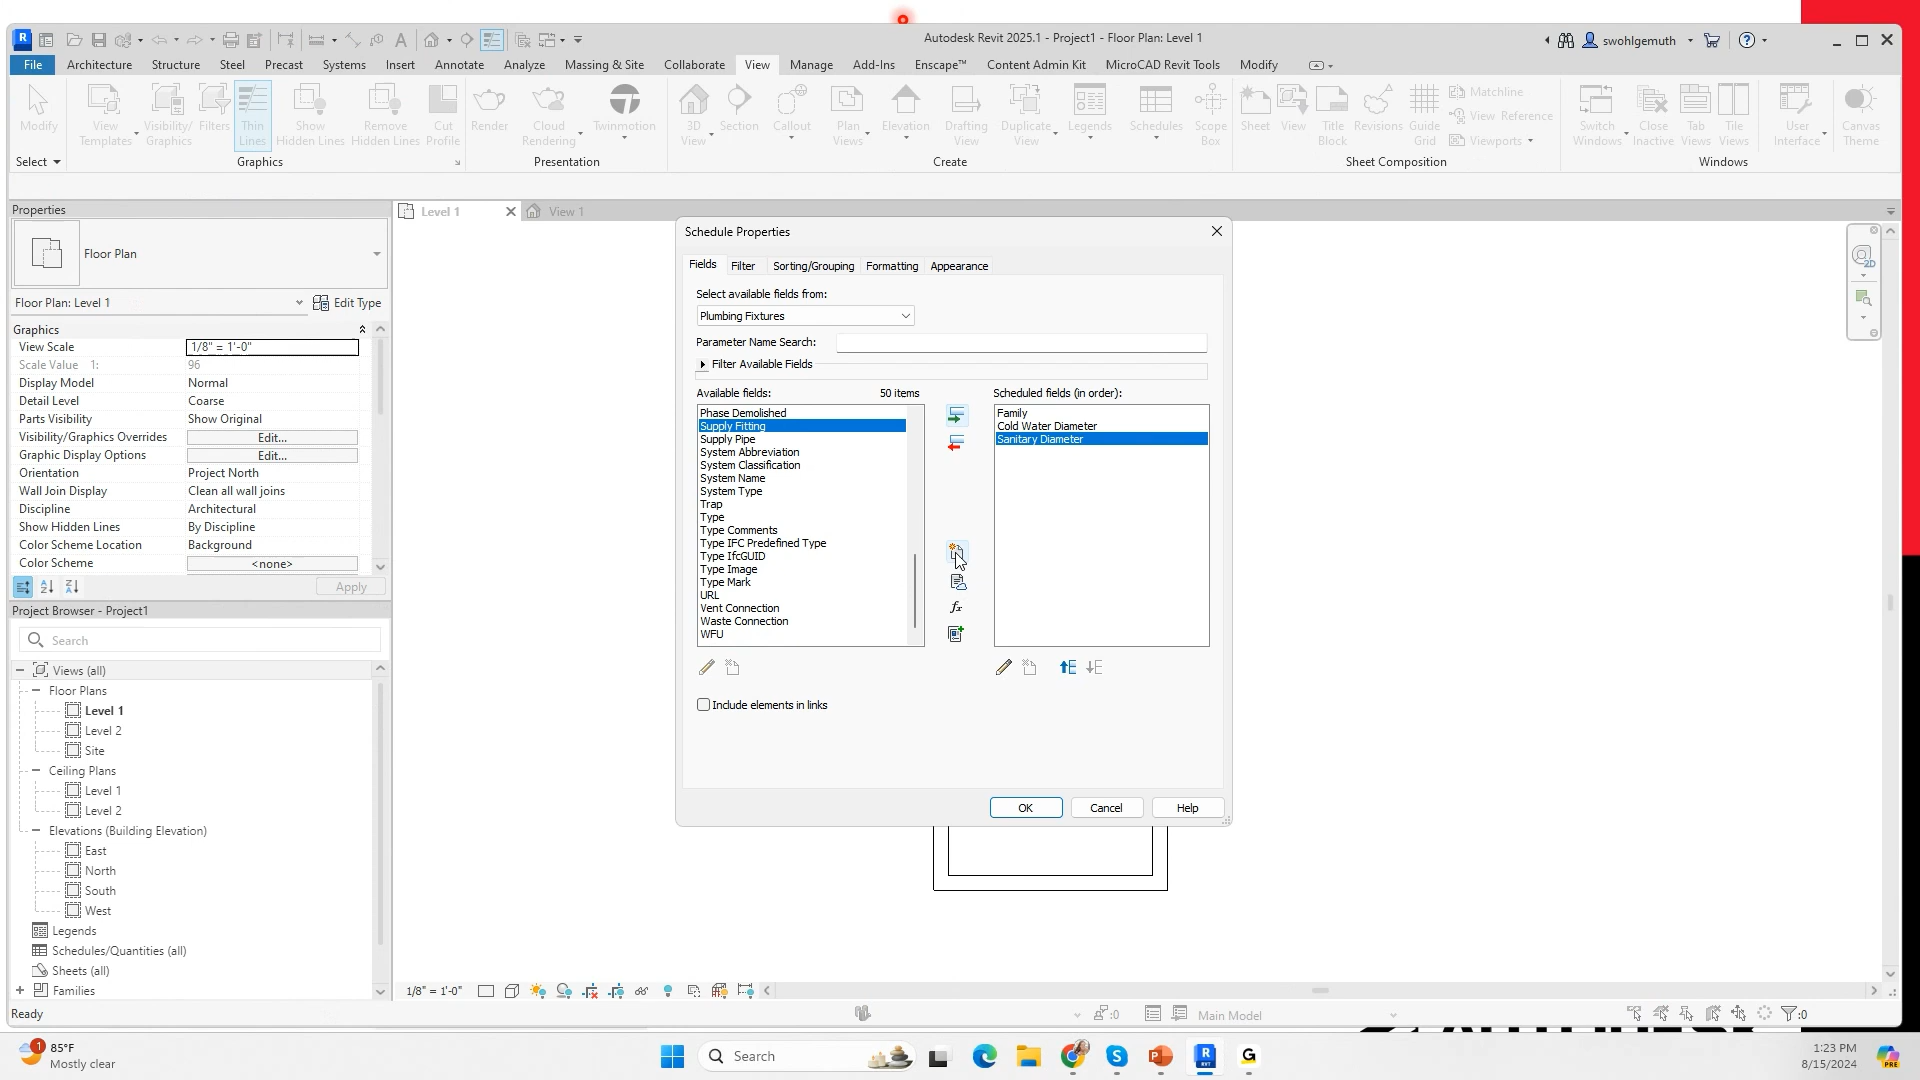 Autodesk Revit 2025.1 - Project1 - Floor Plan: Level 1
swohlgemuth
File Architecture Structure Steel Precast Systems Insert Annotate Analyze Massing & Site Collaborate View Manage Add-Ins Enscape™ Content Admin Kit MicroCAD Revit Tools Modify
Modify
View Templates
Visibility/ Graphics
Filters
Thin Lines
Show Hidden Lines
Remove Hidden Lines
Cut Profile
Render
Cloud Rendering
Twinmotion
3D View
Section
Callout
Plan Views
Elevation
Drafting View
Duplicate View
Legends
Schedules
Scope Box
Sheet
View
Title Block
Revisions
Guide Grid
Matchline
View Reference
Viewports
Switch Windows
Close Inactive
Tab Views
Tile Views
User Interface
Canvas Theme
Select Graphics Presentation Create Sheet Composition Windows
Properties
Level 1
View 1
Floor Plan
Floor Plan: Level 1 Edit Type
Graphics
View Scale 1/8" = 1'-0"
Scale Value 1: 96
Display Model Normal
Detail Level Coarse
Parts Visibility Show Original
Visibility/Graphics Overrides Edit...
Graphic Display Options Edit...
Orientation Project North
Wall Join Display Clean all wall joins
Discipline Architectural
Show Hidden Lines By Discipline
Color Scheme Location Background
Color Scheme <none>
Apply
Project Browser - Project1
Search
Views (all)
Floor Plans
Level 1
Level 2
Site
Ceiling Plans
Level 1
Level 2
Elevations (Building Elevation)
East
North
South
West
Legends
Schedules/Quantities (all)
Sheets (all)
Families
Schedule Properties
Fields Filter Sorting/Grouping Formatting Appearance
Select available fields from:
Plumbing Fixtures
Parameter Name Search:
Filter Available Fields
Available fields: 50 items
Phase Demolished
Supply Fitting
Supply Pipe
System Abbreviation
System Classification
System Name
System Type
Trap
Type
Type Comments
Type IFC Predefined Type
Type IfcGUID
Type Image
Type Mark
URL
Vent Connection
Waste Connection
WFU
Scheduled fields (in order):
Family
Cold Water Diameter
Sanitary Diameter
fx
Include elements in links
OK Cancel Help
2D
1/8" = 1'-0"
Ready
:0
Main Model
:0
1
85°F
Mostly clear
Search
1:23 PM
8/15/2024